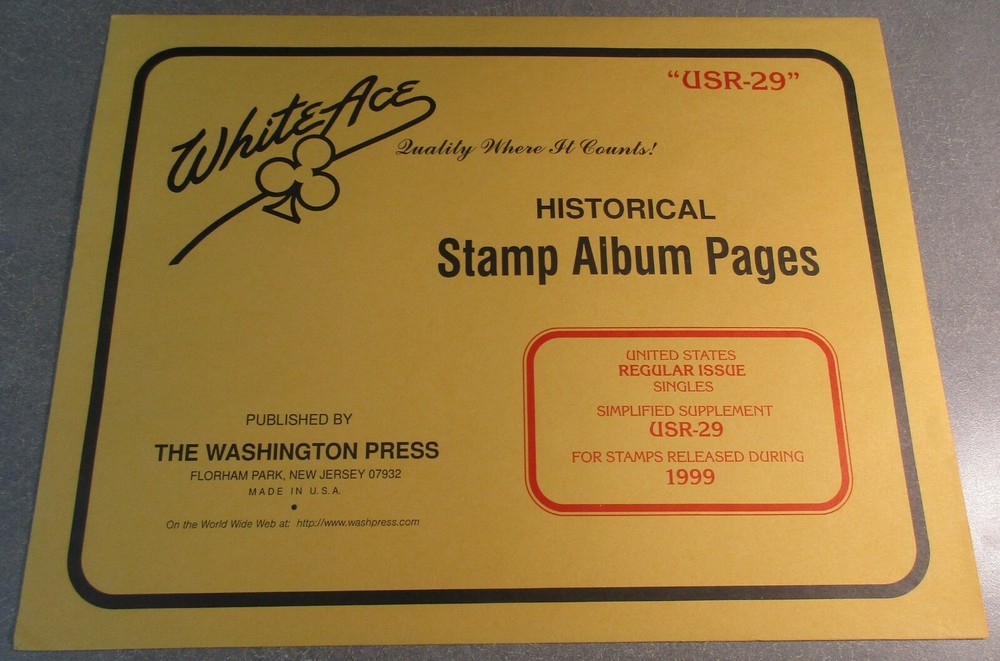 "USR-29"
White Ace
Quality Where It Counts!
HISTORICAL
Stamp Album Pages
UNITED STATES
REGULAR ISSUE
SINGLES
SIMPLIFIED SUPPLEMENT
USR-29
FOR STAMPS RELEASED DURING
1999
PUBLISHED BY
THE WASHINGTON PRESS
FLORHAM PARK, NEW JERSEY 07932
MADE IN U.S.A.
•
On the World Wide Web at: http://www.washpress.com